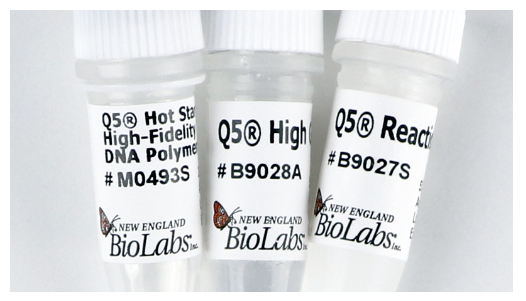 Q5® Hot Sta
High-Fidelity
DNA Polyme
#M0493S
NEW ENGLAND
BioLabs Inc.
Q5® High
#B9028A
NEW ENGLAND
BioLabs Inc.
Q5® Reacti
#B9027S
NEW ENGLAND
BioLabs Inc.